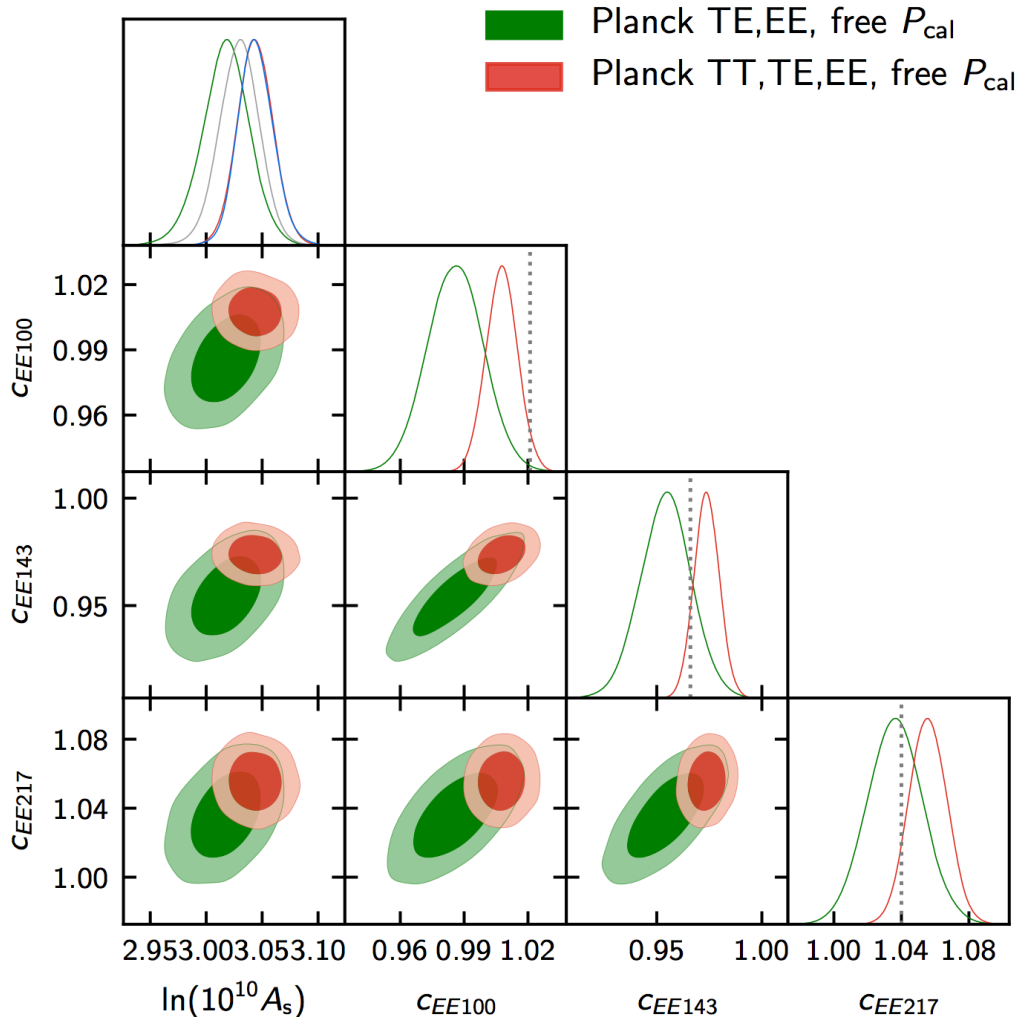 Planck TE,EE, free P_cal
Planck TT,TE,EE, free P_cal
1.02
0.99
0.96
c_EE100
1.00
0.95
c_EE143
1.08
1.04
1.00
c_EE217
2.95 3.00 3.05 3.10 0.96 0.99 1.02 0.95 1.00 1.00 1.04 1.08
ln(10^10 A_s) c_EE100 c_EE143 c_EE217